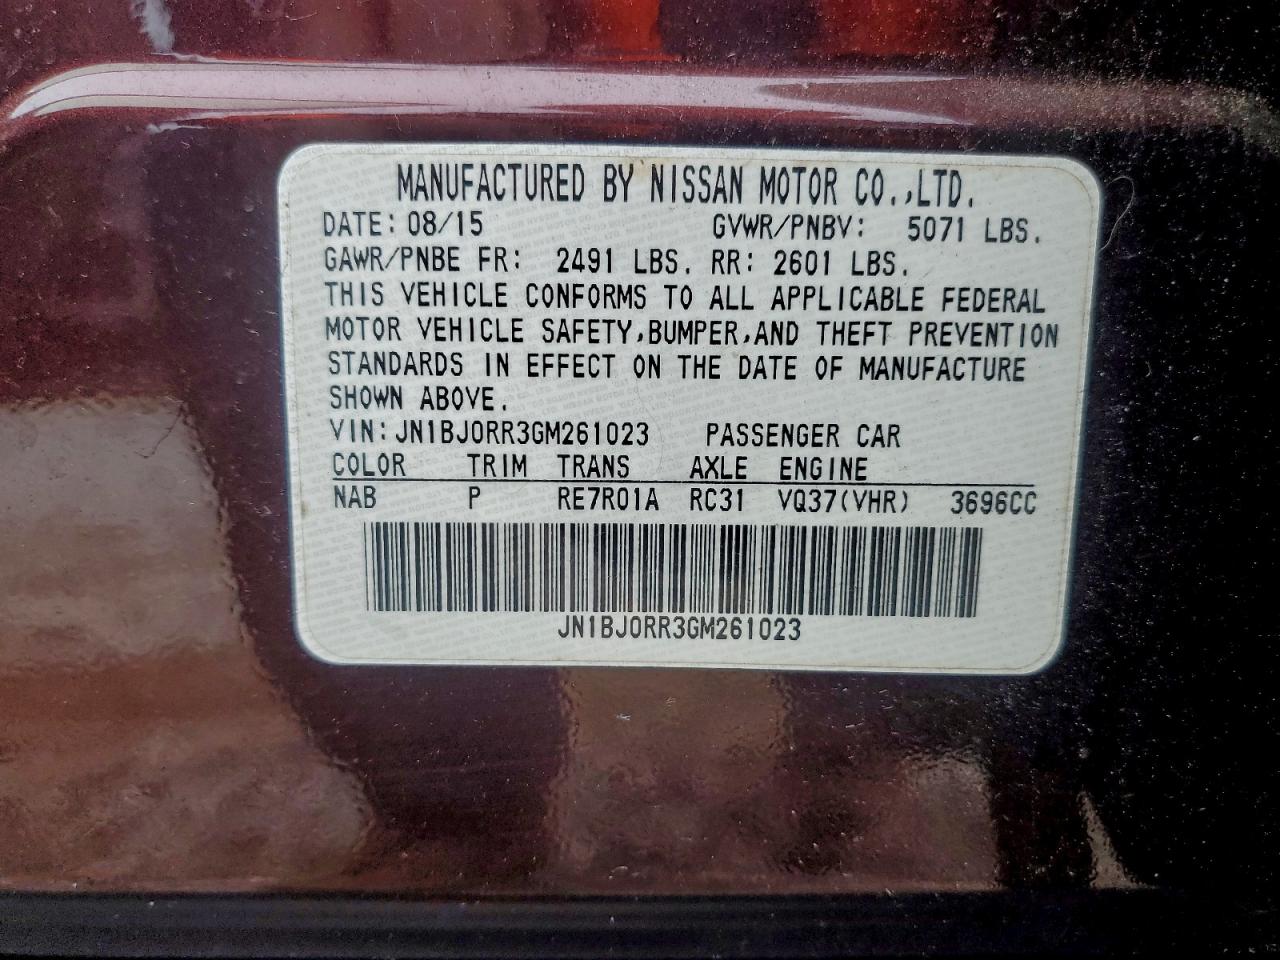 MANUFACTURED BY NISSAN MOTOR CO.,LTD.
DATE: 08/15 GVWR/PNBV: 5071 LBS.
GAWR/PNBE FR: 2491 LBS. RR: 2601 LBS.
THIS VEHICLE CONFORMS TO ALL APPLICABLE FEDERAL
MOTOR VEHICLE SAFETY,BUMPER,AND THEFT PREVENTION
STANDARDS IN EFFECT ON THE DATE OF MANUFACTURE
SHOWN ABOVE.
VIN: JN1BJ0RR3GM261023 PASSENGER CAR
COLOR TRIM TRANS AXLE ENGINE
NAB P RE7R01A RC31 VQ37(VHR) 3696CC
JN1BJ0RR3GM261023